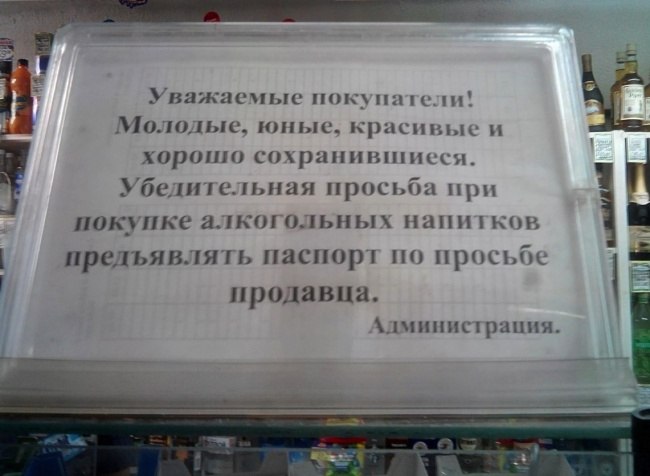 Уважаемые покупатели!
Молодые, юные, красивые и
хорошо сохранившиеся.
Убедительная просьба при
покупке алкогольных напитков
предъявлять паспорт по просьбе
продавца.
Администрация.